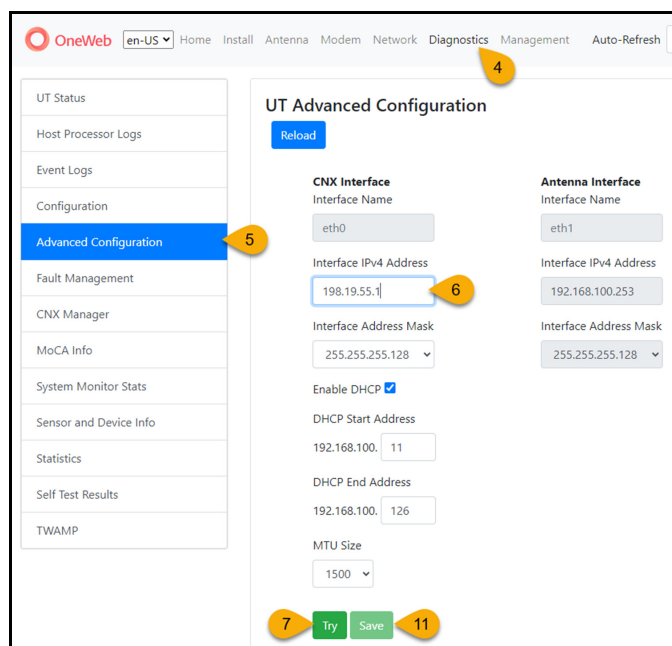 OneWeb en-US Home Install Antenna Modem Network Diagnostics Management Auto-Refresh
4
UT Status
Host Processor Logs
Event Logs
Configuration
Advanced Configuration
5
Fault Management
CNX Manager
MoCA Info
System Monitor Stats
Sensor and Device Info
Statistics
Self Test Results
TWAMP
UT Advanced Configuration
Reload
CNX Interface
Interface Name
eth0
Interface IPv4 Address
198.19.55.1
6
Interface Address Mask
255.255.255.128
Enable DHCP
DHCP Start Address
192.168.100. 11
DHCP End Address
192.168.100. 126
MTU Size
1500
7 Try Save 11
Antenna Interface
Interface Name
eth1
Interface IPv4 Address
192.168.100.253
Interface Address Mask
255.255.255.128